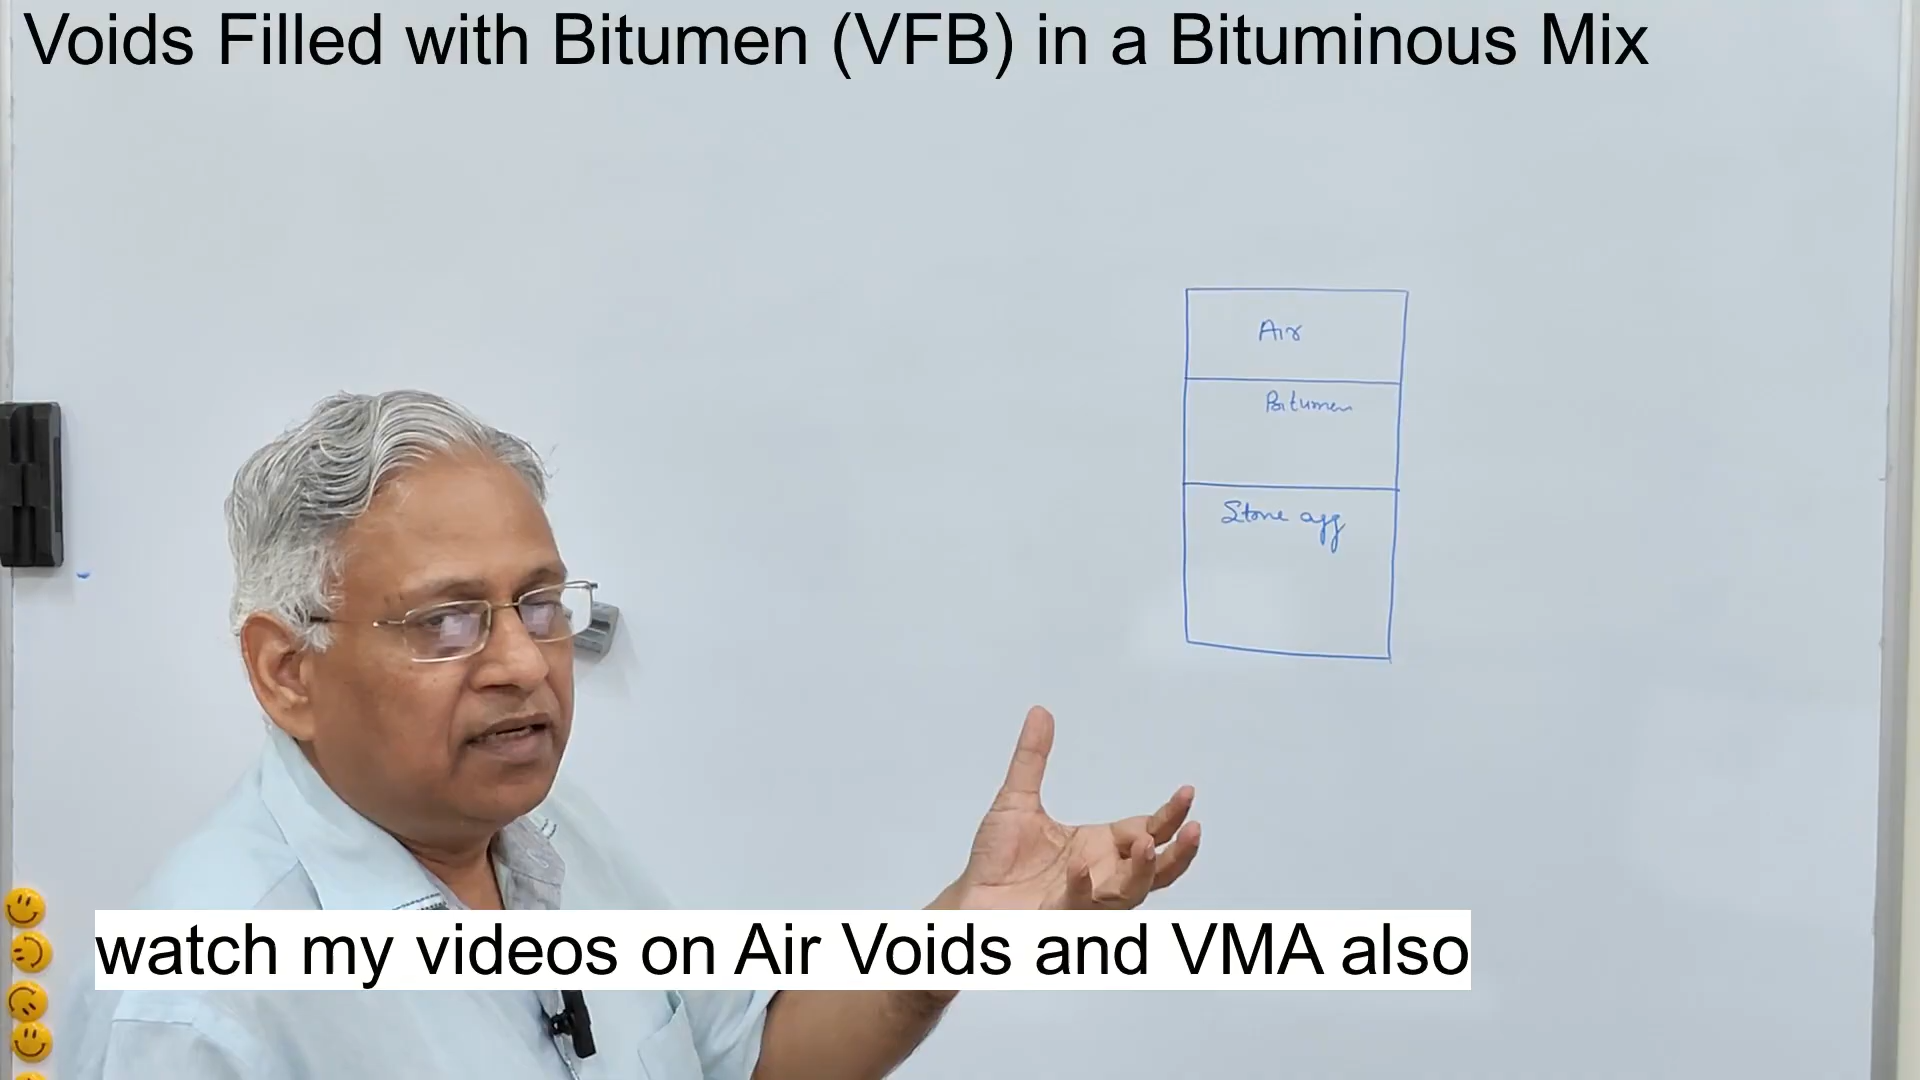 Voids Filled with Bitumen (VFB) in a Bituminous Mix
Air
Bitumen
Stone agg
watch my videos on Air Voids and VMA also